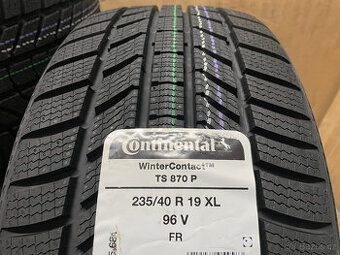 Continental
WinterContact™
TS 870 P
235/40 R 19 XL
96 V
FR